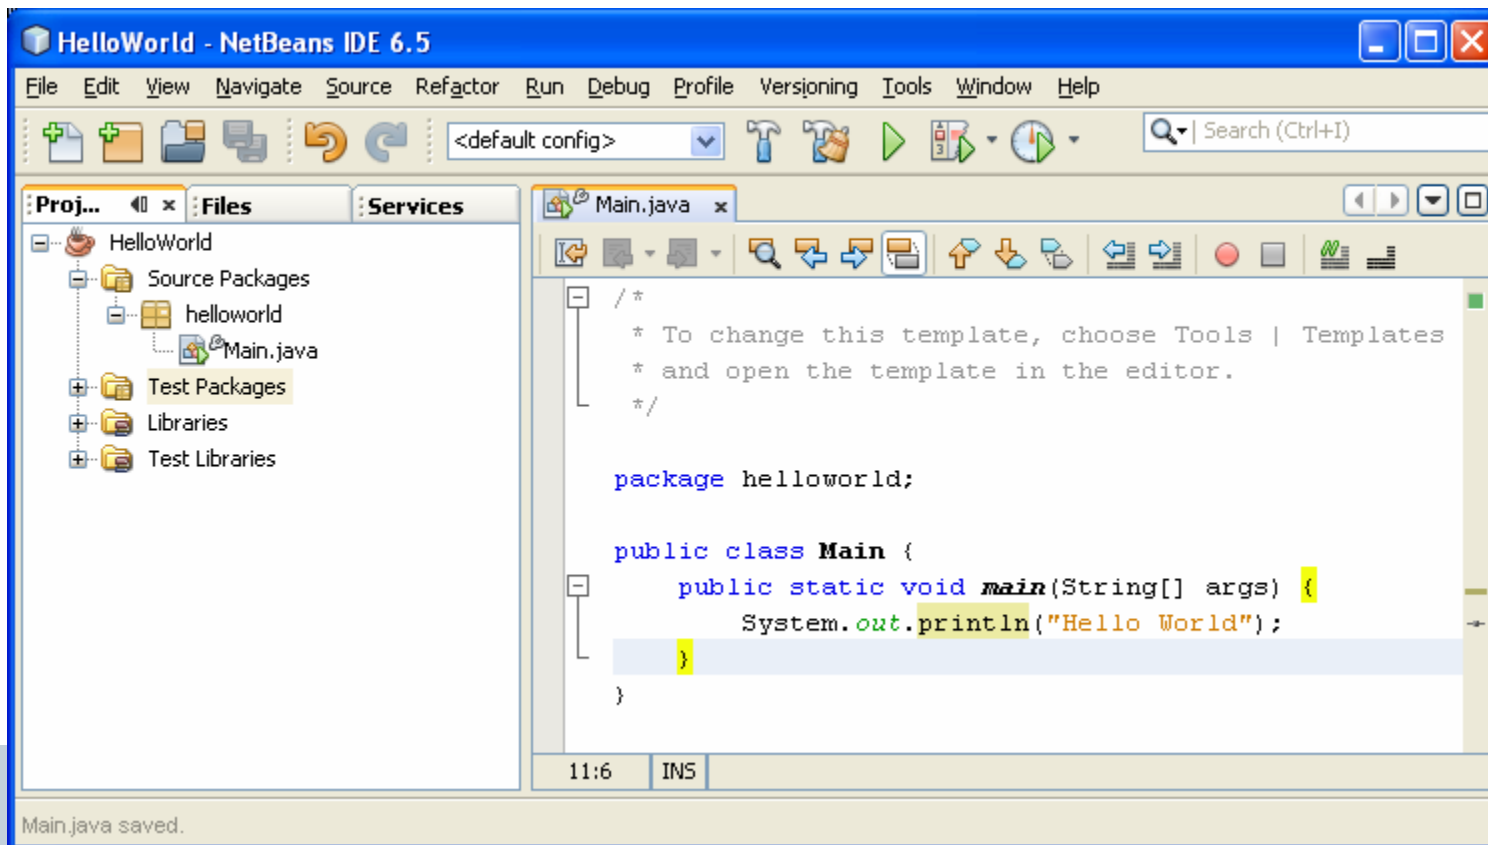 HelloWorld - NetBeans IDE 6.5
File Edit View Navigate Source Refactor Run Debug Profile Versioning Tools Window Help
<default config>
Search (Ctrl+I)
Proj... Files Services
Main.java
HelloWorld
Source Packages
helloworld
Main.java
Test Packages
Libraries
Test Libraries
/*
* To change this template, choose Tools | Templates
* and open the template in the editor.
*/
package helloworld;
public class Main {
public static void main(String[] args) {
System.out.println("Hello World");
}
}
11:6 INS
Main.java saved.